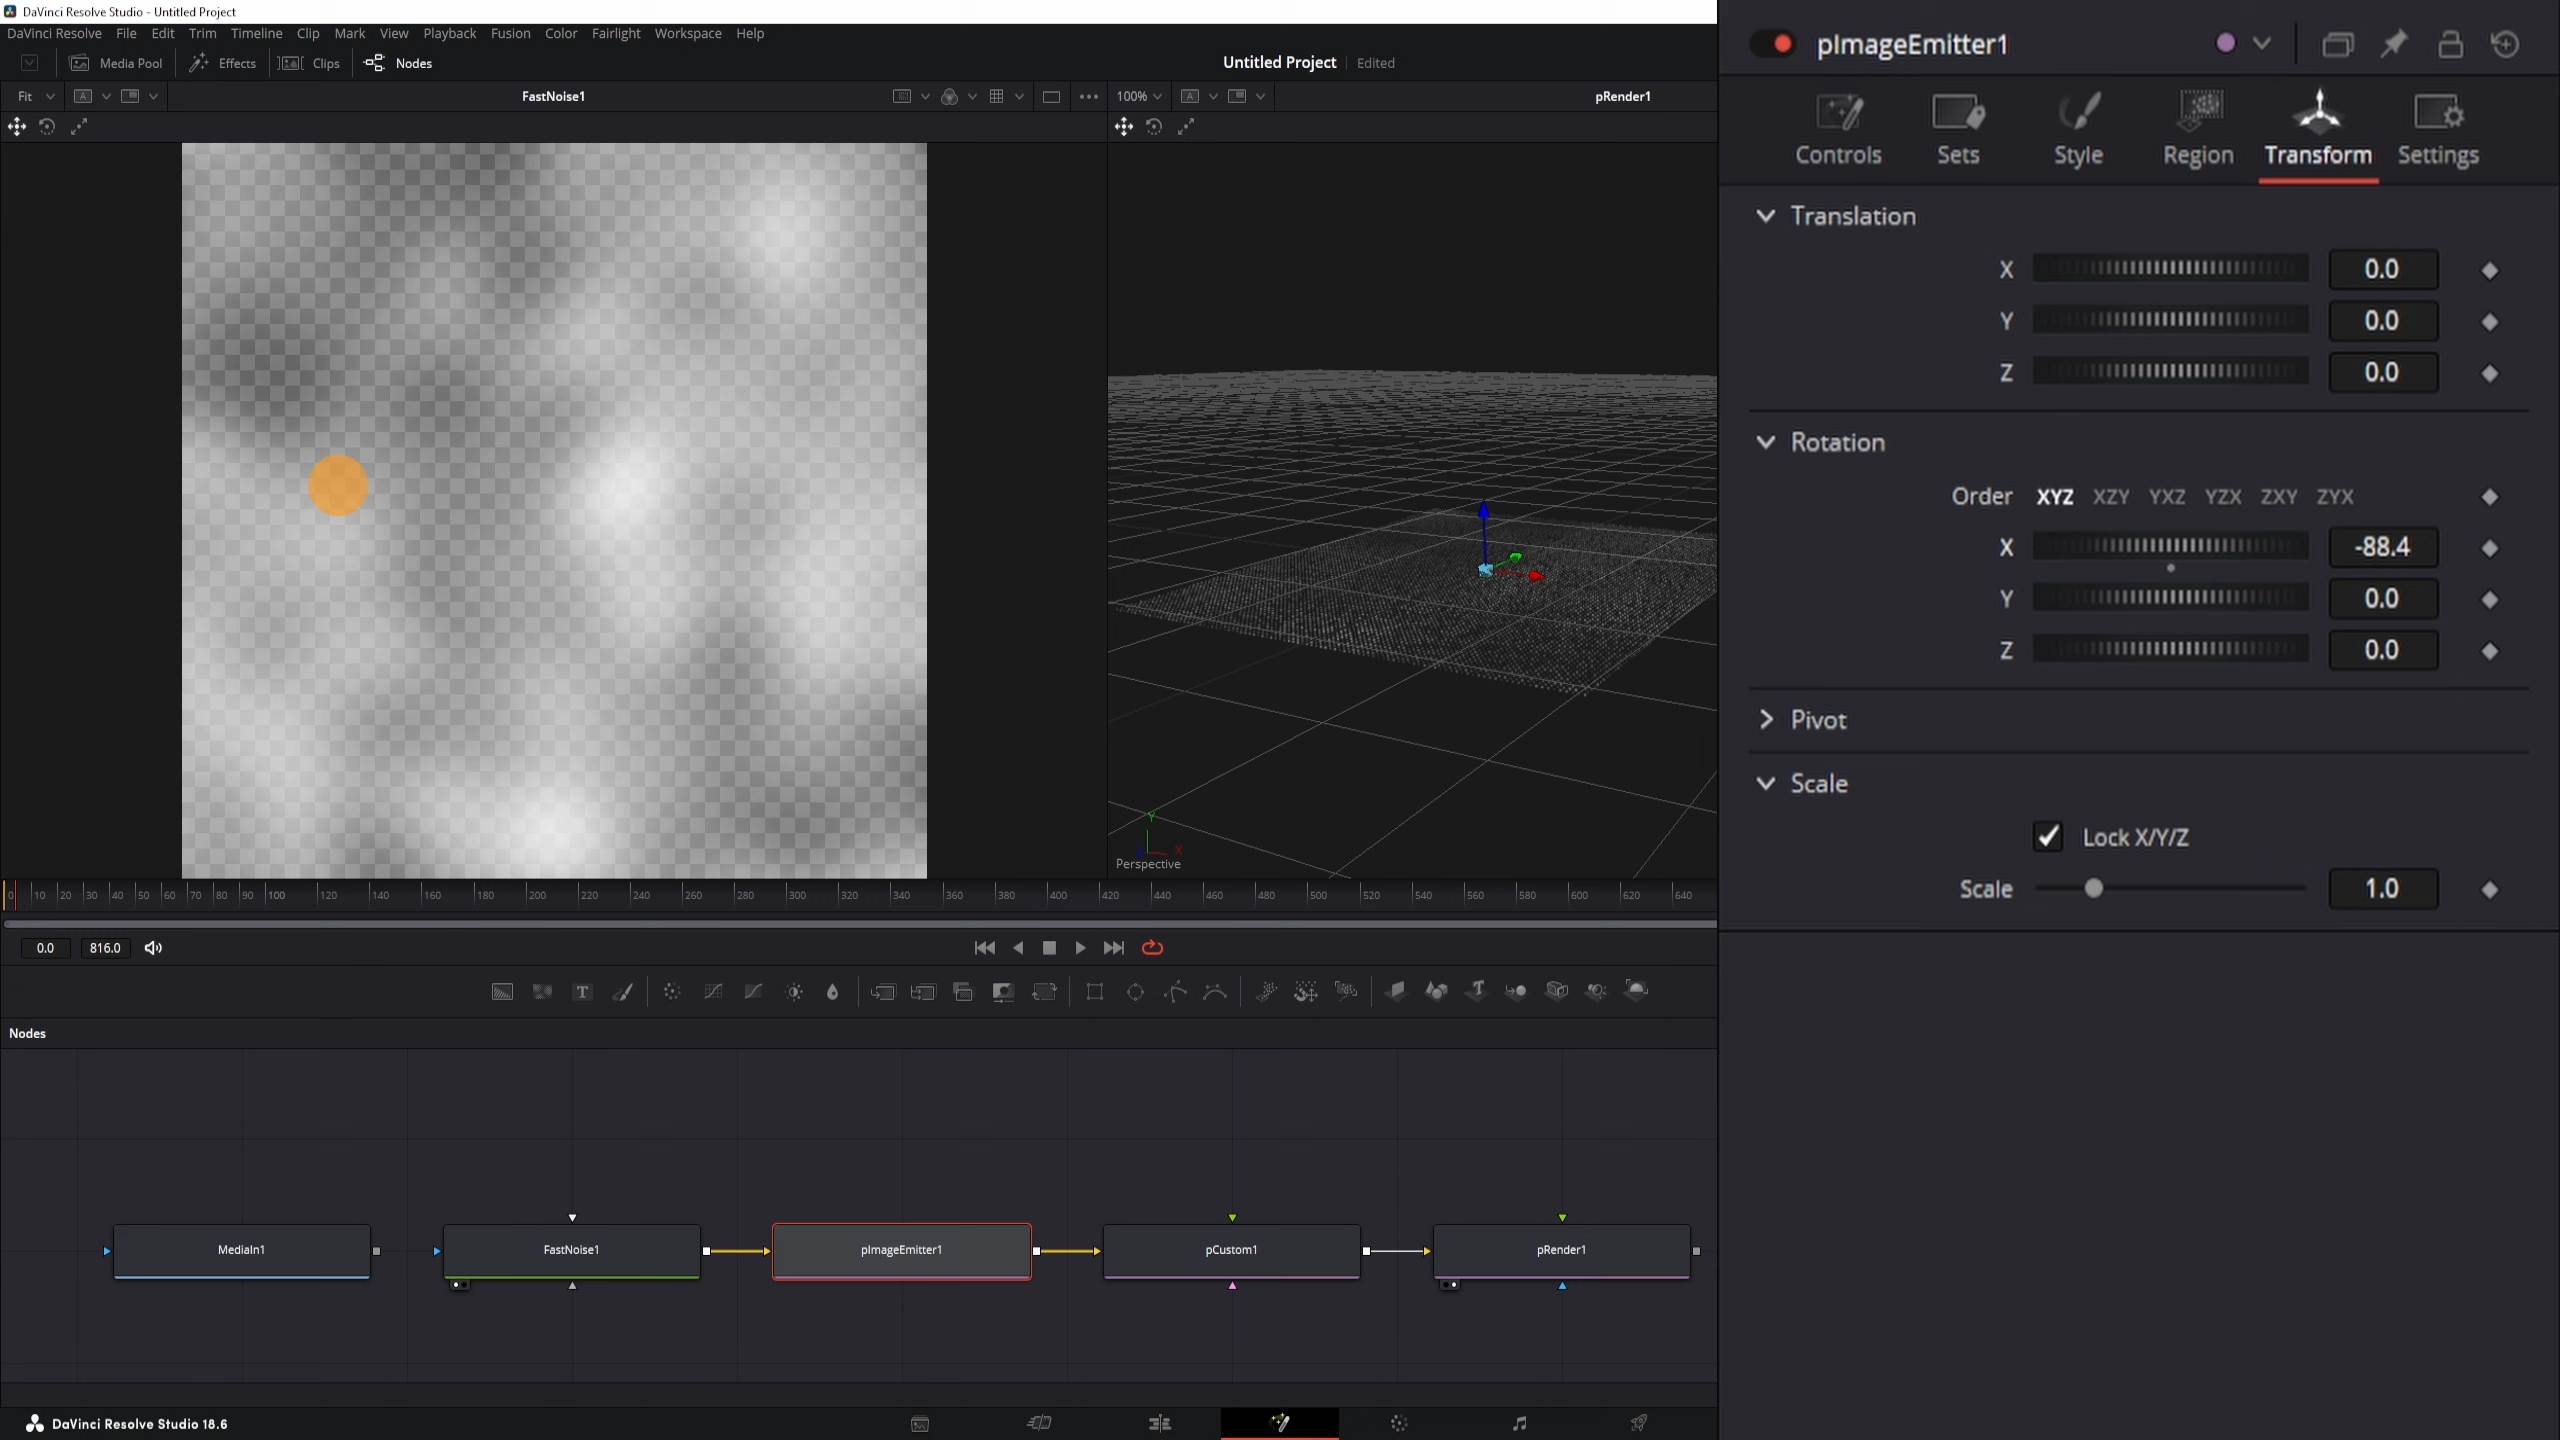 DaVinci Resolve Studio - Untitled Project
DaVinci Resolve File Edit Trim Timeline Clip Mark View Playback Fusion Color Fairlight Workspace Help
Media Pool Effects Clips Nodes Untitled Project Edited
Fit A FastNoise1 100% A pRender1
Perspective
Y
X
0 10 20 30 40 50 60 70 80 90 100 120 140 160 180 200 220 240 260 280 300 320 340 360 380 400 420 440 460 480 500 520 540 560 580 600 620 640
0.0 816.0
T
Nodes
MediaIn1 FastNoise1 pImageEmitter1 pCustom1 pRender1
DaVinci Resolve Studio 18.6
pImageEmitter1
Controls Sets Style Region Transform Settings
Translation
X 0.0
Y 0.0
Z 0.0
Rotation
Order XYZ XZY YXZ YZX ZXY ZYX
X -88.4
Y 0.0
Z 0.0
Pivot
Scale
Lock X/Y/Z
Scale 1.0